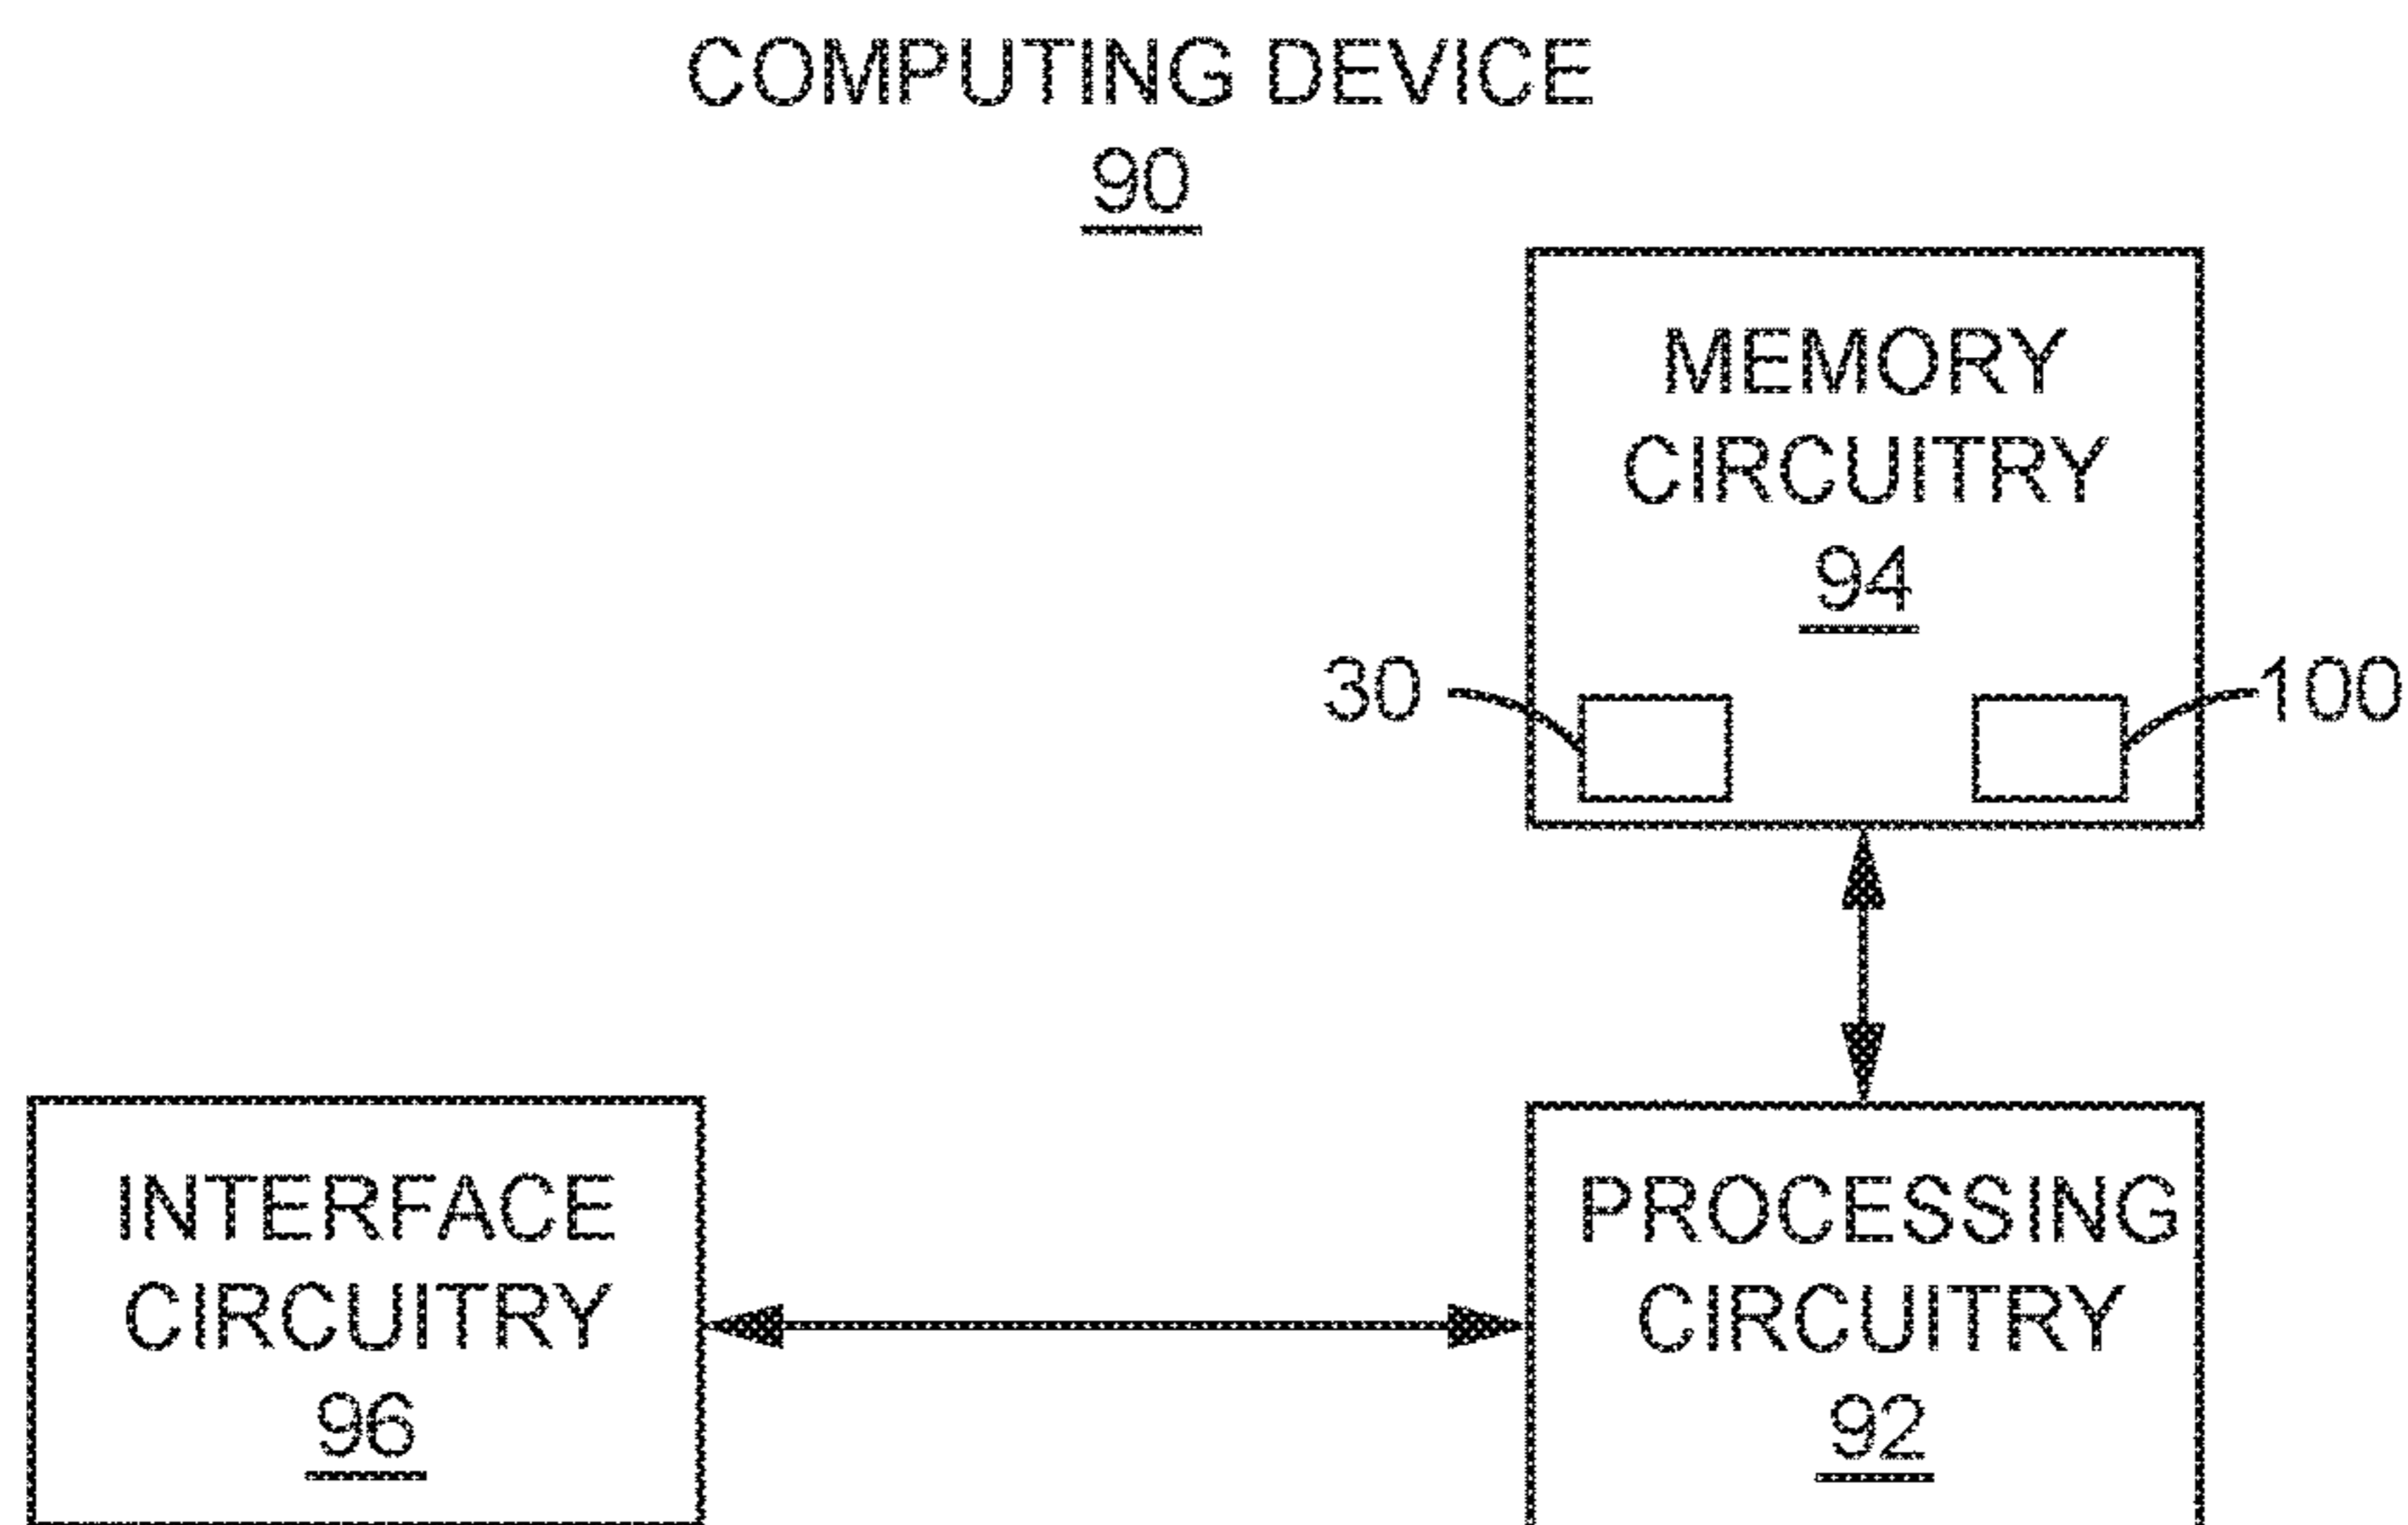 COMPUTING DEVICE
90
MEMORY
CIRCUITRY
94
30
100
INTERFACE
CIRCUITRY
96
PROCESSING
CIRCUITRY
92